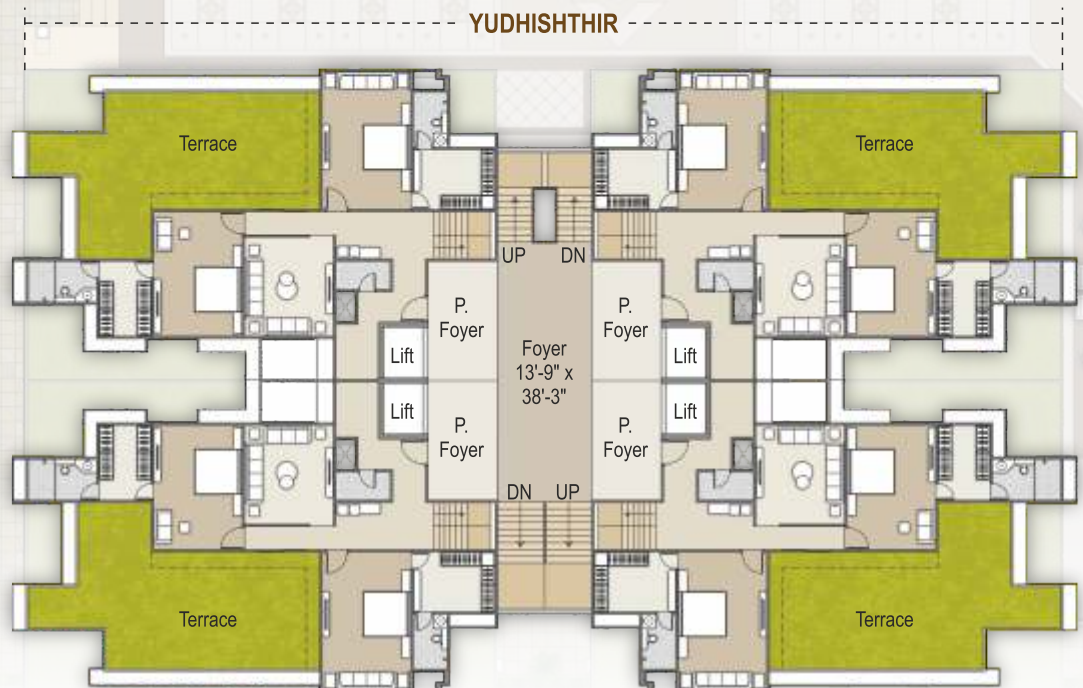 YUDHISHTHIR
Terrace
Terrace
UP
DN
P.
Foyer
P.
Foyer
Lift
Foyer
13'-9" x
38'-3"
Lift
Lift
Lift
P.
Foyer
P.
Foyer
DN
UP
Terrace
Terrace